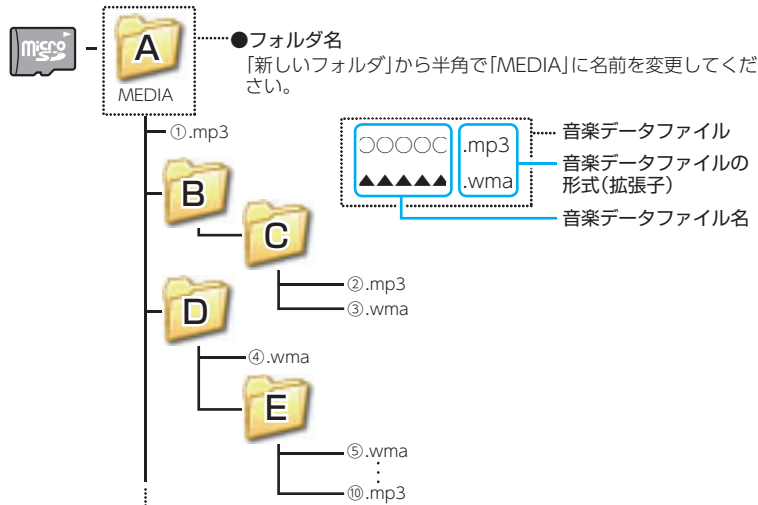 micro SD
A
MEDIA
●フォルダ名
「新しいフォルダ」から半角で「MEDIA」に名前を変更してくだ
さい。
①.mp3
○○○○○ .mp3
▲▲▲▲▲ .wma
音楽データファイル
音楽データファイルの
形式(拡張子)
音楽データファイル名
B
C
②.mp3
③.wma
D
④.wma
E
⑤.wma
⑩.mp3